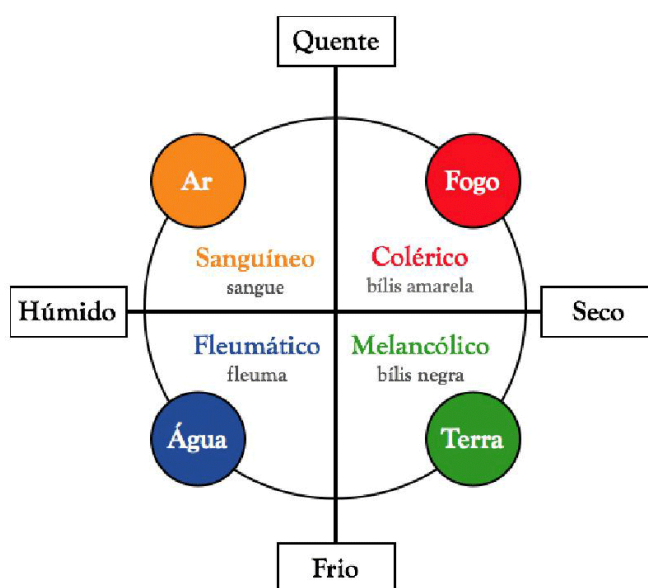 Quente
Ar
Fogo
Sanguíneo
sangue
Colérico
bílis amarela
Húmido
Seco
Fleumático
fleuma
Melancólico
bílis negra
Água
Terra
Frio